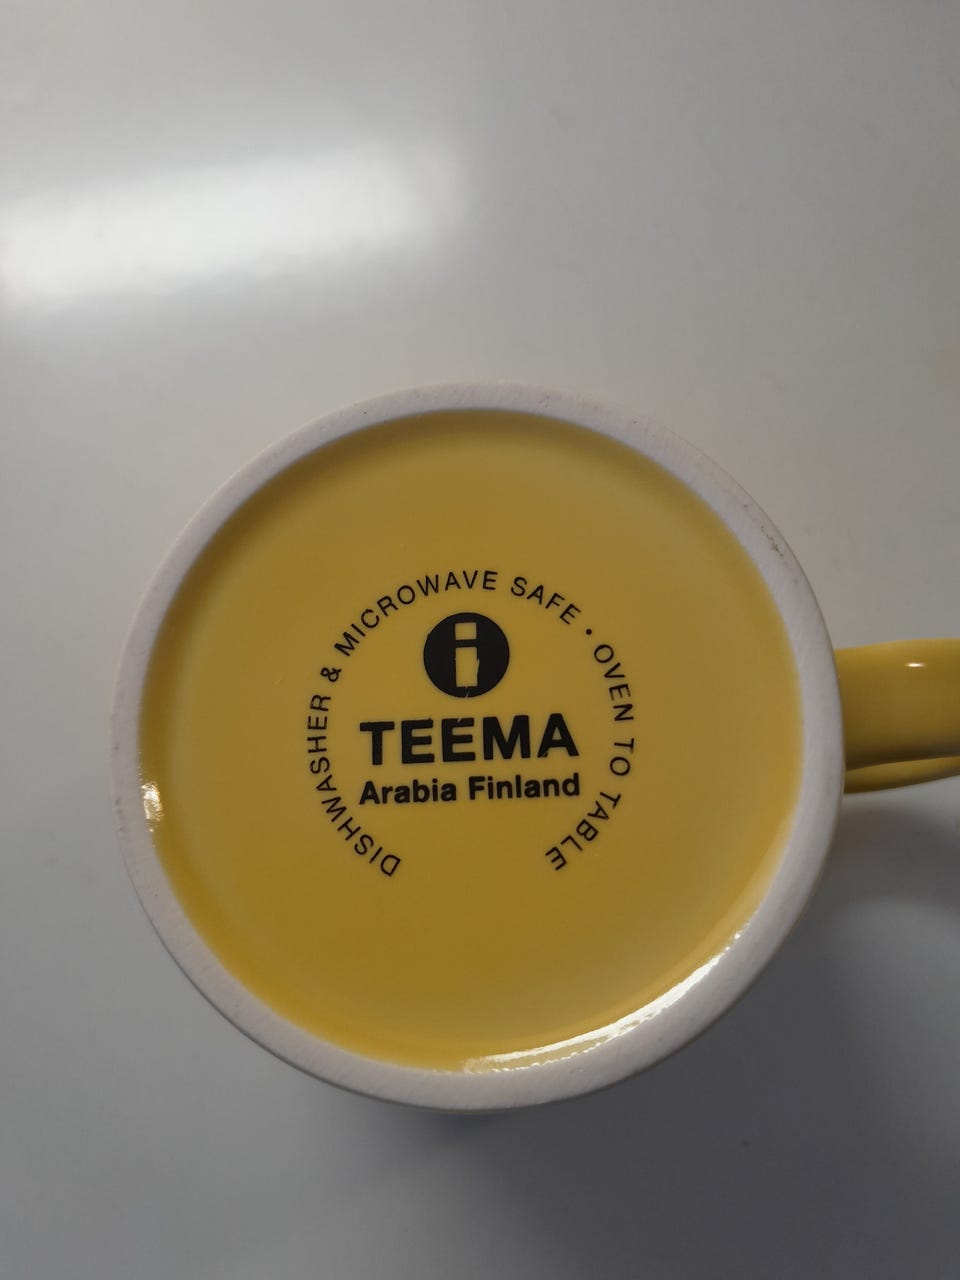 DISHWASHER & MICROWAVE SAFE · OVEN TO TABLE
i
TEEMA
Arabia Finland